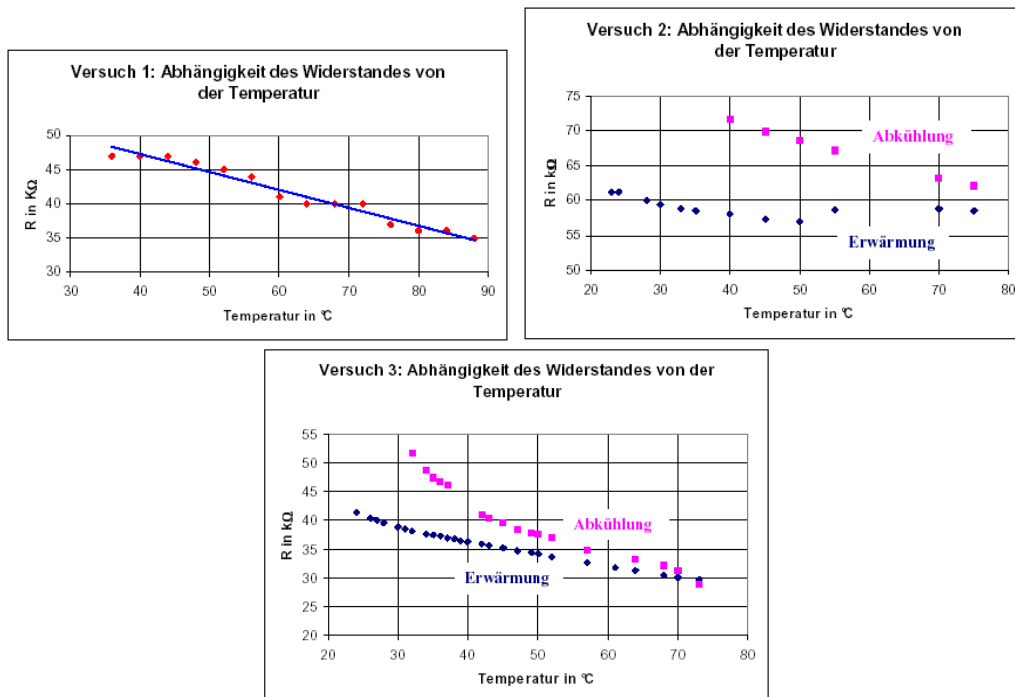 Versuch 1: Abhängigkeit des Widerstandes von
der Temperatur
50
45
40
35
30
R in KΩ
30 40 50 60 70 80 90
Temperatur in °C
Versuch 2: Abhängigkeit des Widerstandes von
der Temperatur
75
70
65
60
55
50
R in kΩ
Abkühlung
Erwärmung
20 30 40 50 60 70 80
Temperatur in °C
Versuch 3: Abhängigkeit des Widerstandes von der
Temperatur
55
50
45
40
35
30
25
20
R in kΩ
Abkühlung
Erwärmung
20 30 40 50 60 70 80
Temperatur in °C